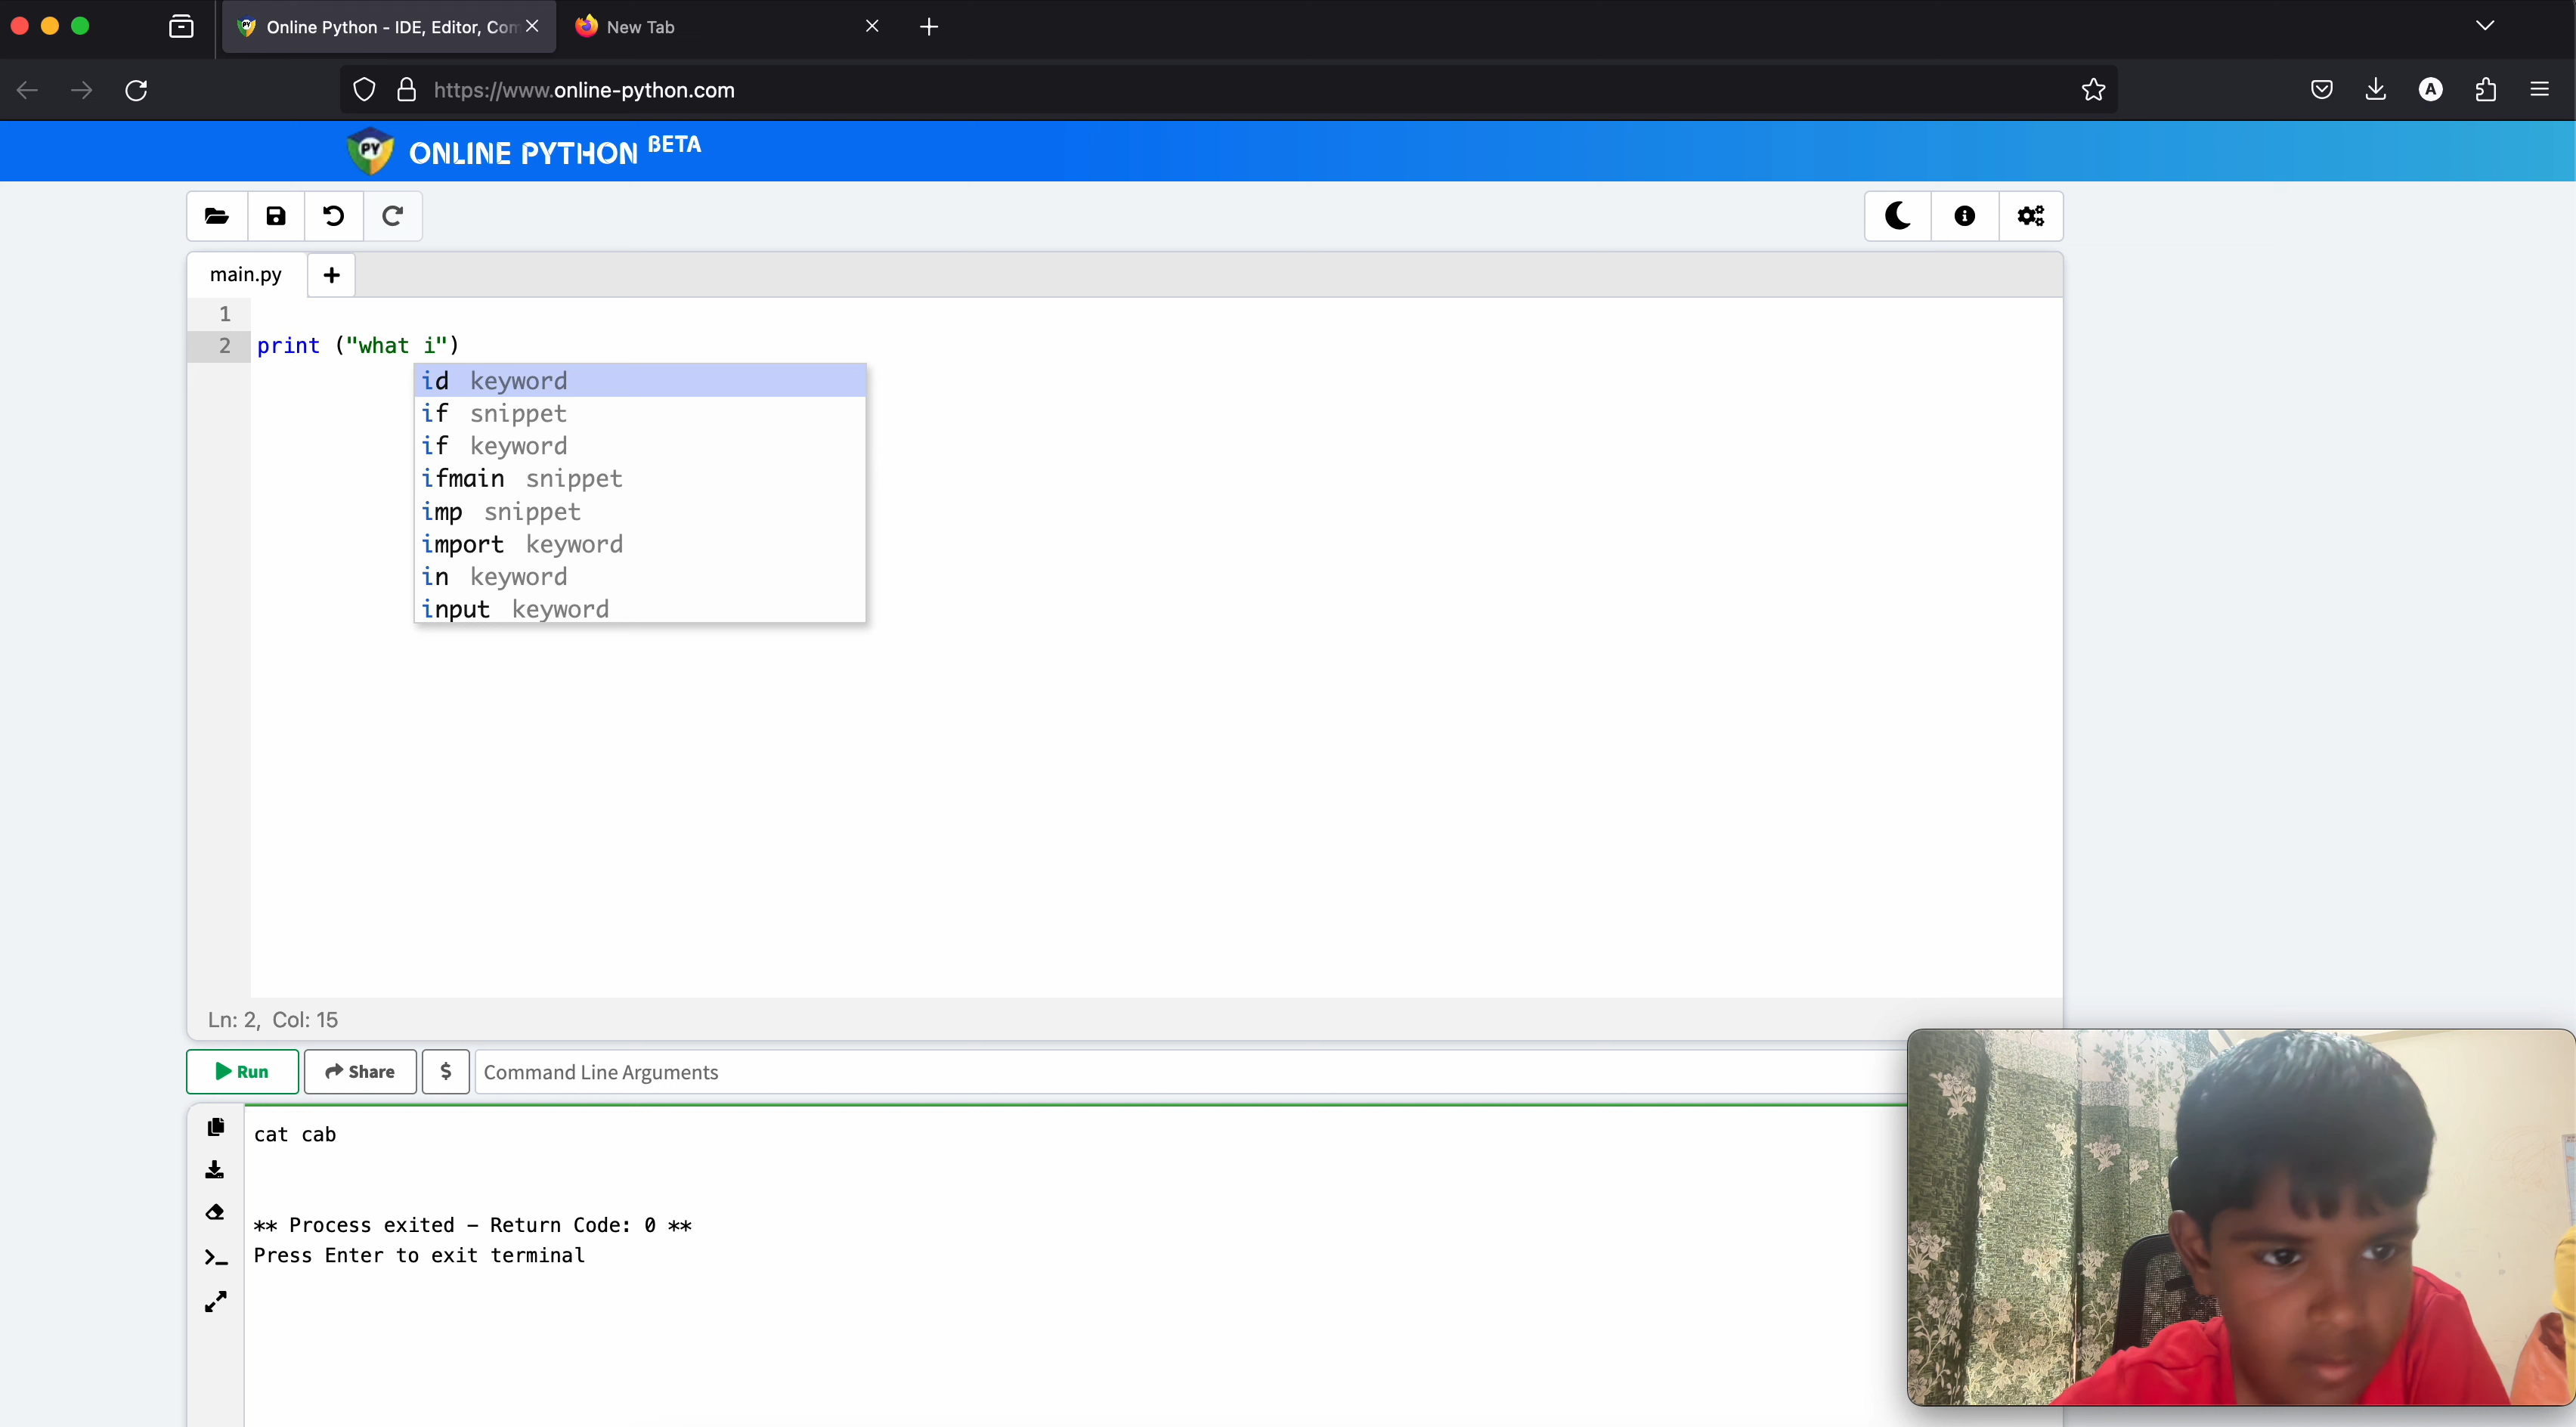 Online Python - IDE, Editor, Com
New Tab
https://www.online-python.com
A
PY ONLINE PYTHON BETA
main.py
1
2 print ("what i")
id keyword
if snippet
if keyword
ifmain snippet
imp snippet
import keyword
in keyword
input keyword
Ln: 2, Col: 15
Run Share $ Command Line Arguments
cat cab
** Process exited - Return Code: 0 **
Press Enter to exit terminal